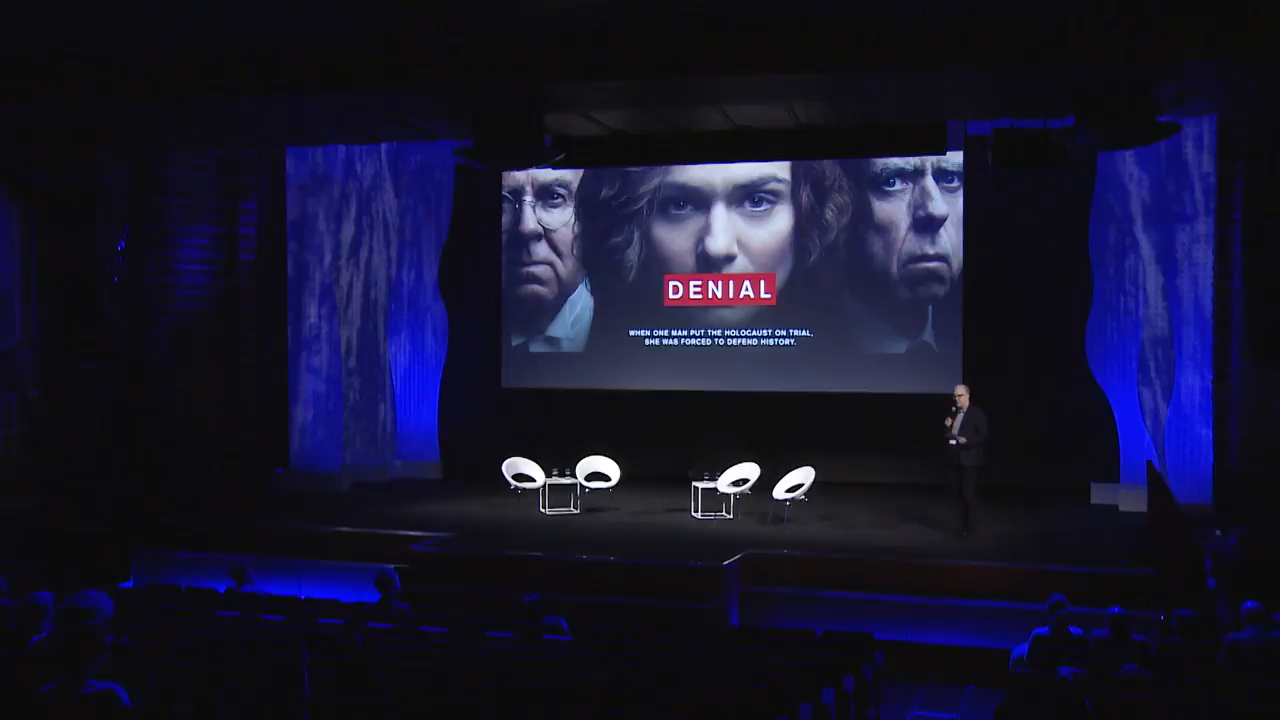 DENIAL
WHEN ONE MAN PUT THE HOLOCAUST ON TRIAL,
SHE WAS FORCED TO DEFEND HISTORY.